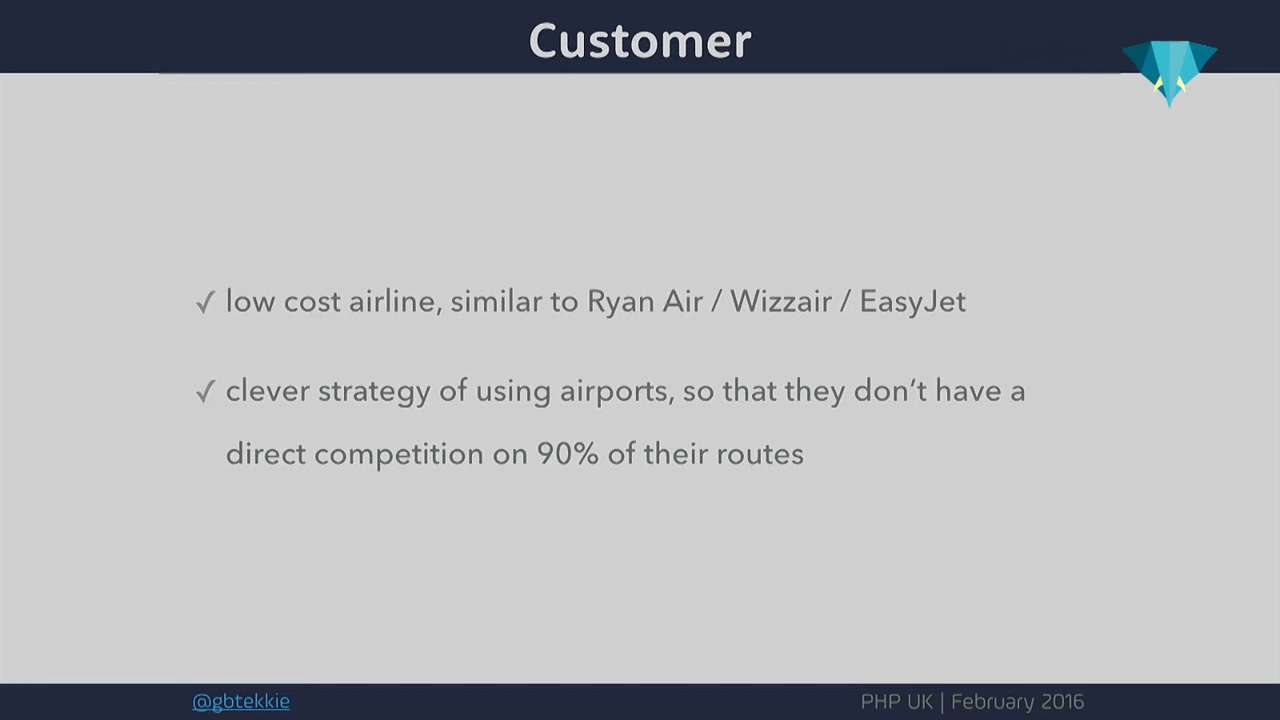 Customer
✓ low cost airline, similar to Ryan Air / Wizzair / EasyJet
✓ clever strategy of using airports, so that they don’t have a
direct competition on 90% of their routes
@gbtekkie
PHP UK | February 2016